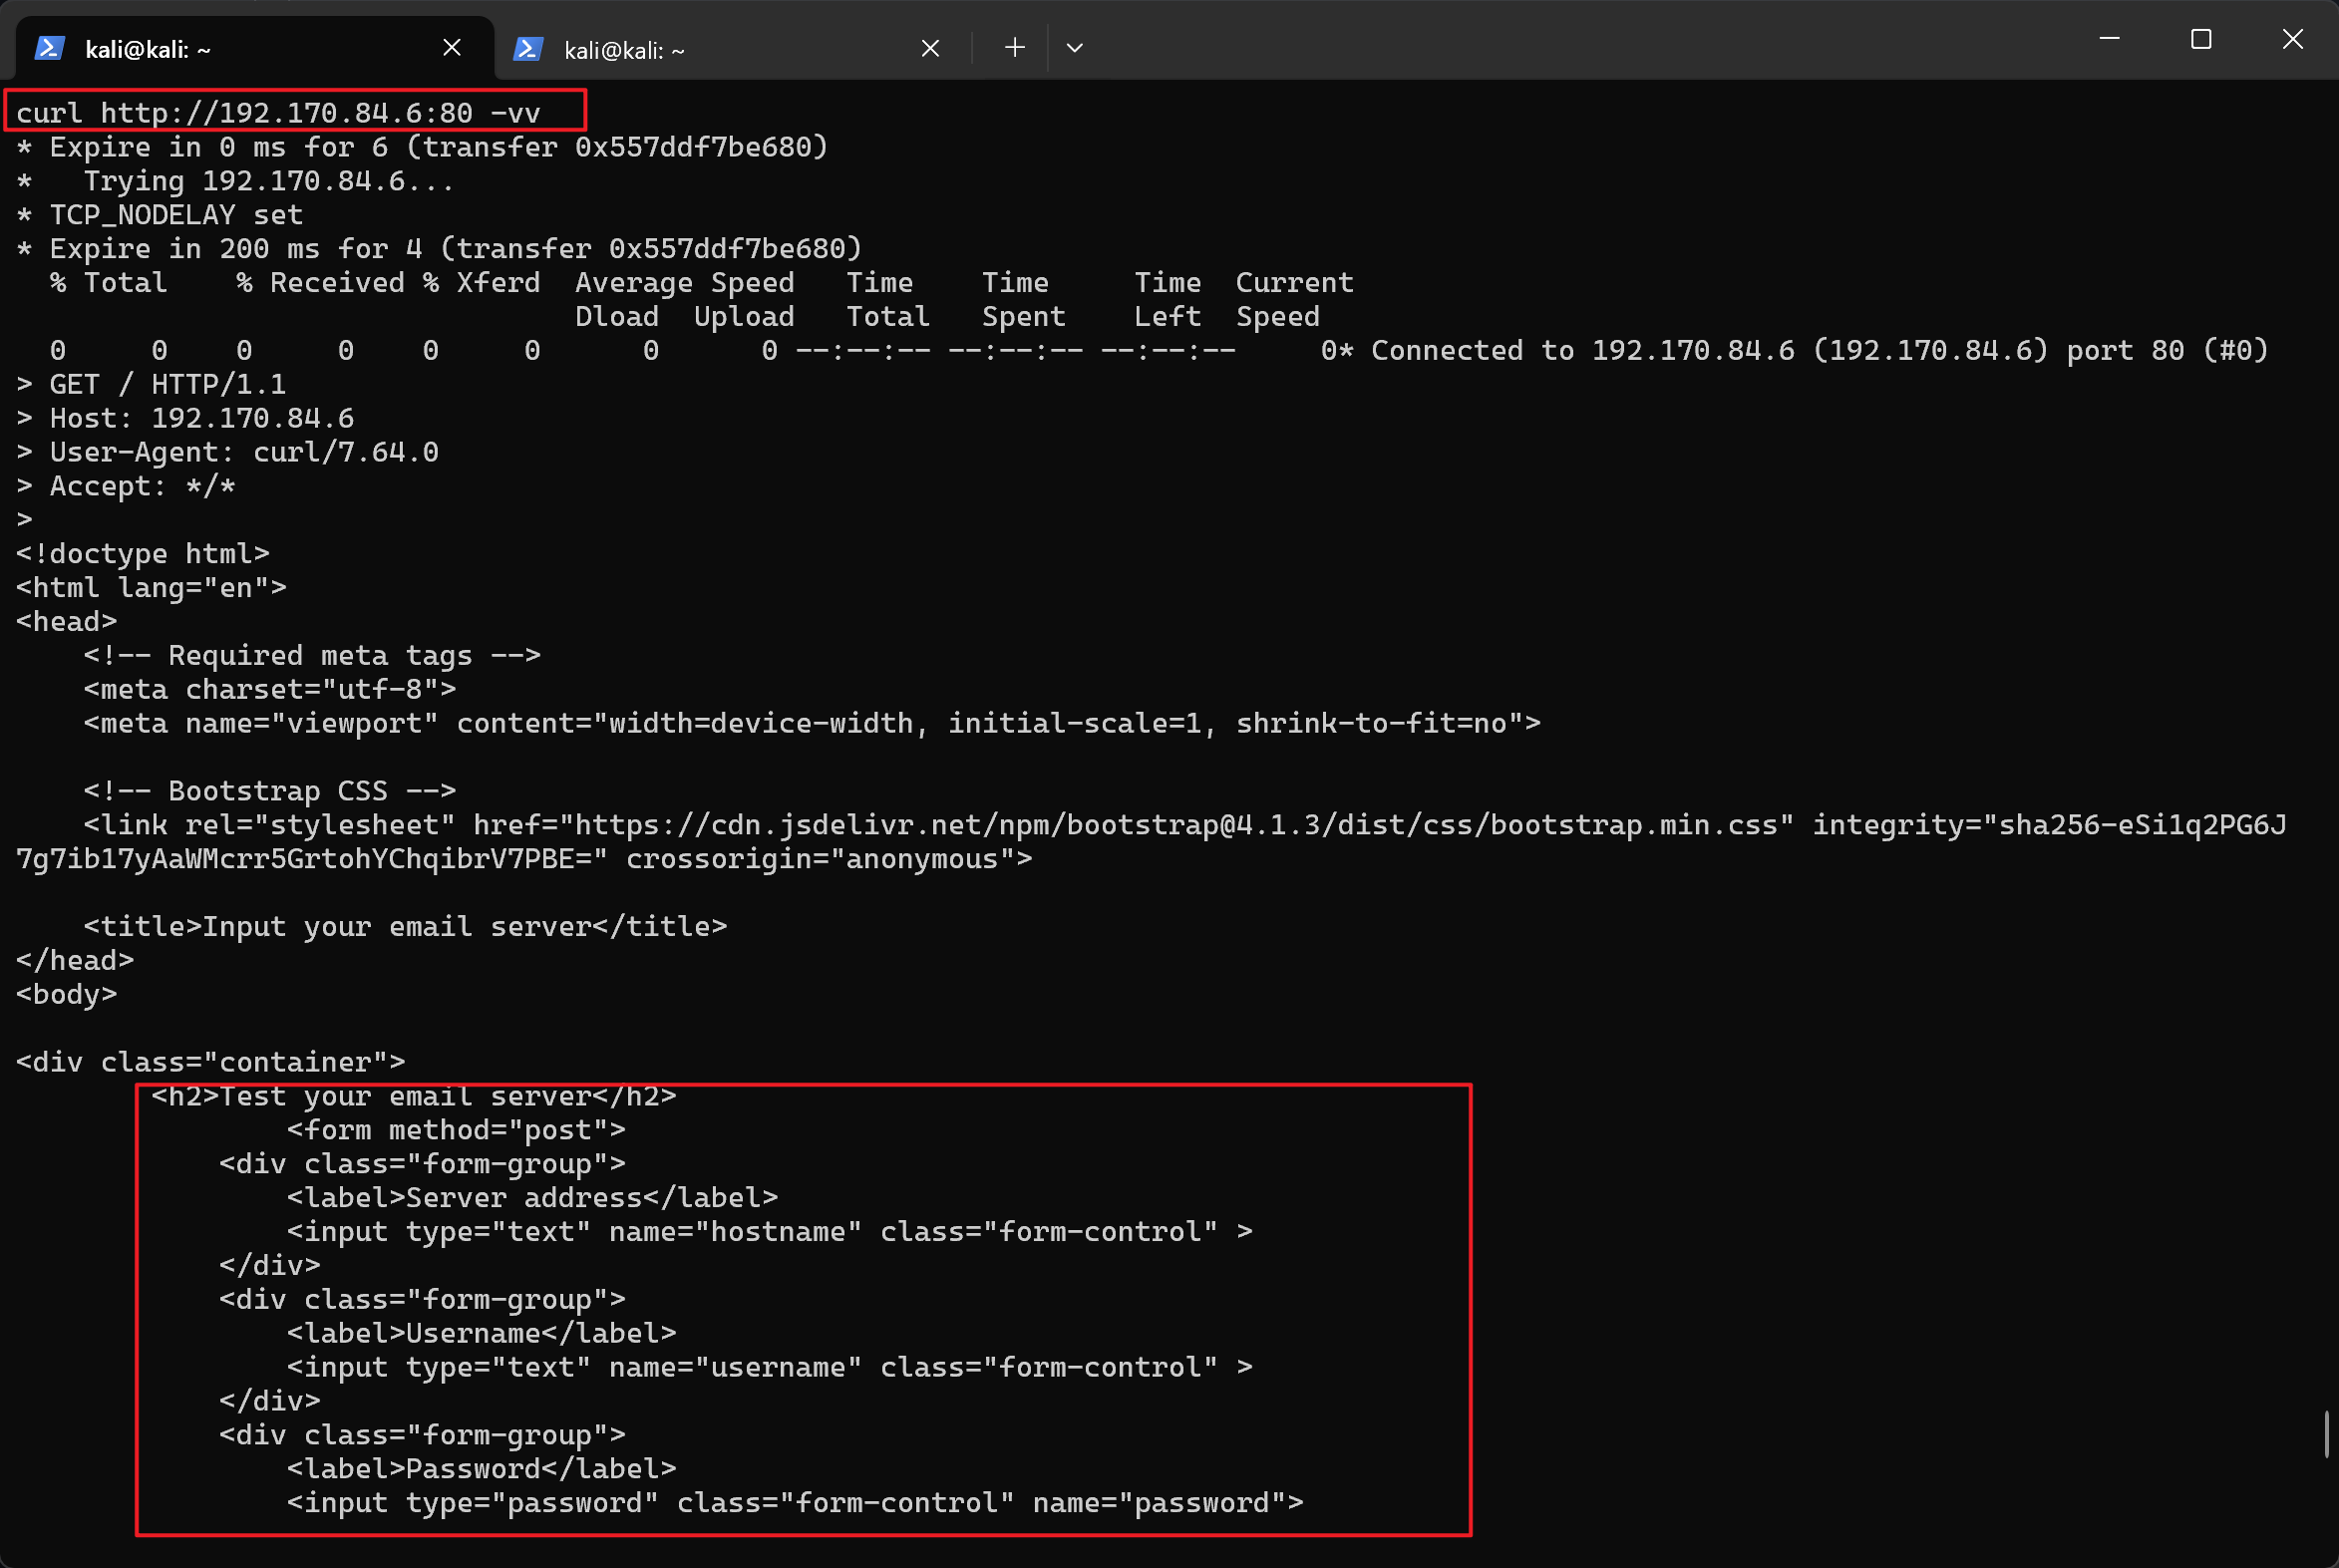 kali@kali: ~
kali@kali: ~
curl http://192.170.84.6:80 -vv
* Expire in 0 ms for 6 (transfer 0x557ddf7be680)
*   Trying 192.170.84.6...
* TCP_NODELAY set
* Expire in 200 ms for 4 (transfer 0x557ddf7be680)
  % Total    % Received % Xferd  Average Speed   Time    Time     Time  Current
                                 Dload  Upload   Total   Spent    Left  Speed
  0     0    0     0    0     0      0      0 --:--:-- --:--:-- --:--:--     0* Connected to 192.170.84.6 (192.170.84.6) port 80 (#0)
> GET / HTTP/1.1
> Host: 192.170.84.6
> User-Agent: curl/7.64.0
> Accept: */*
>
<!doctype html>
<html lang="en">
<head>
    <!-- Required meta tags -->
    <meta charset="utf-8">
    <meta name="viewport" content="width=device-width, initial-scale=1, shrink-to-fit=no">
    <!-- Bootstrap CSS -->
    <link rel="stylesheet" href="https://cdn.jsdelivr.net/npm/bootstrap@4.1.3/dist/css/bootstrap.min.css" integrity="sha256-eSi1q2PG6J
7g7ib17yAaWMcrr5GrtohYChqibrV7PBE=" crossorigin="anonymous">
    <title>Input your email server</title>
</head>
<body>
<div class="container">
        <h2>Test your email server</h2>
                <form method="post">
            <div class="form-group">
                <label>Server address</label>
                <input type="text" name="hostname" class="form-control" >
            </div>
            <div class="form-group">
                <label>Username</label>
                <input type="text" name="username" class="form-control" >
            </div>
            <div class="form-group">
                <label>Password</label>
                <input type="password" class="form-control" name="password">